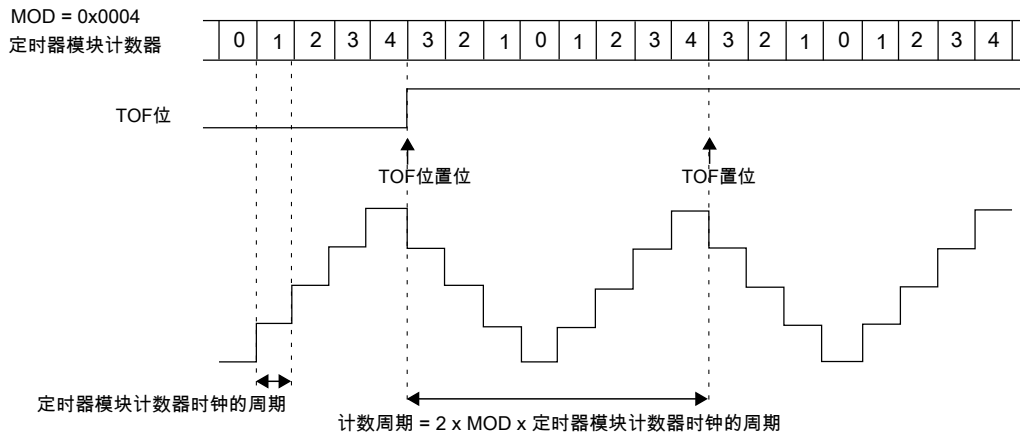 MOD = 0x0004
定时器模块计数器
0 1 2 3 4 3 2 1 0 1 2 3 4 3 2 1 0 1 2 3 4
TOF位
TOF位置位
TOF置位
定时器模块计数器时钟的周期
计数周期 = 2 x MOD x 定时器模块计数器时钟的周期